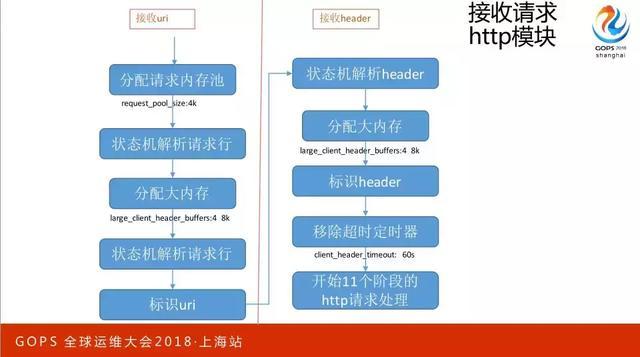 接收uri
分配请求内存池
request_pool_size:4k
状态机解析请求行
分配大内存
large_client_header_buffers:4 8k
状态机解析请求行
标识uri
接收header
状态机解析header
分配大内存
large_client_header_buffers:4 8k
标识header
移除超时定时器
client_header_timeout: 60s
开始11个阶段的
http请求处理
接收请求
http模块
GOPS 2018
shanghai
GOPS 全球运维大会2018·上海站